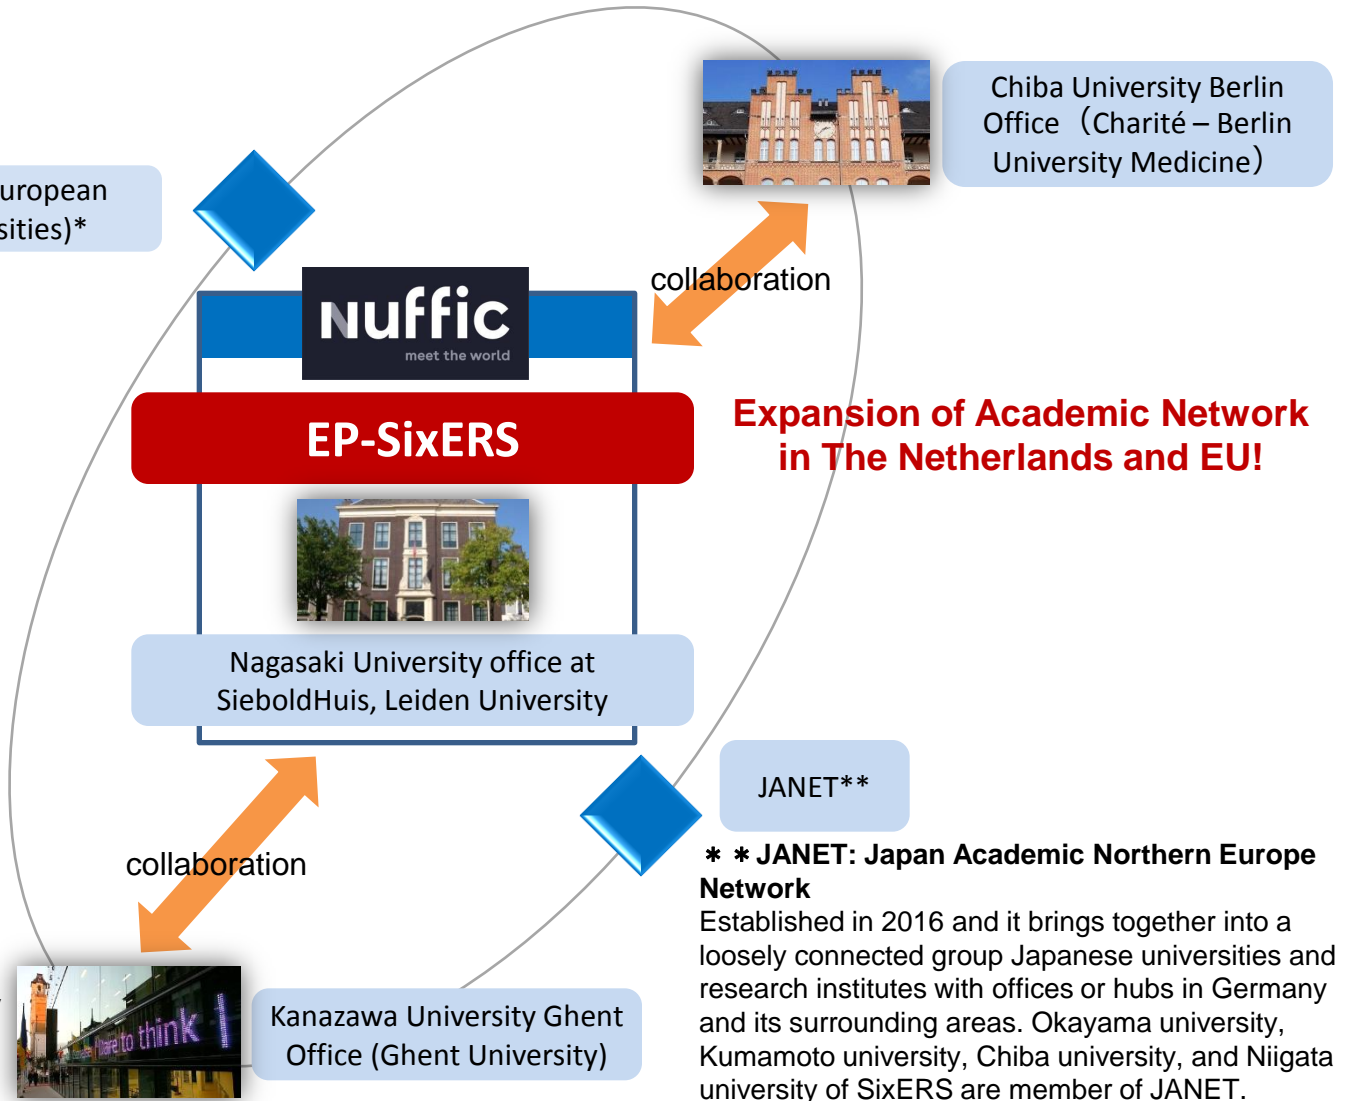 Chiba University Berlin
Office（Charité – Berlin
University Medicine）
uropean
sities)*
collaboration
Nuffic
meet the world
EP-SixERS
Expansion of Academic Network
in The Netherlands and EU!
Nagasaki University office at
SieboldHuis, Leiden University
JANET**
collaboration
＊＊JANET: Japan Academic Northern Europe
Network
Established in 2016 and it brings together into a
loosely connected group Japanese universities and
research institutes with offices or hubs in Germany
and its surrounding areas. Okayama university,
Kumamoto university, Chiba university, and Niigata
university of SixERS are member of JANET.
Dare to think
Kanazawa University Ghent
Office (Ghent University)